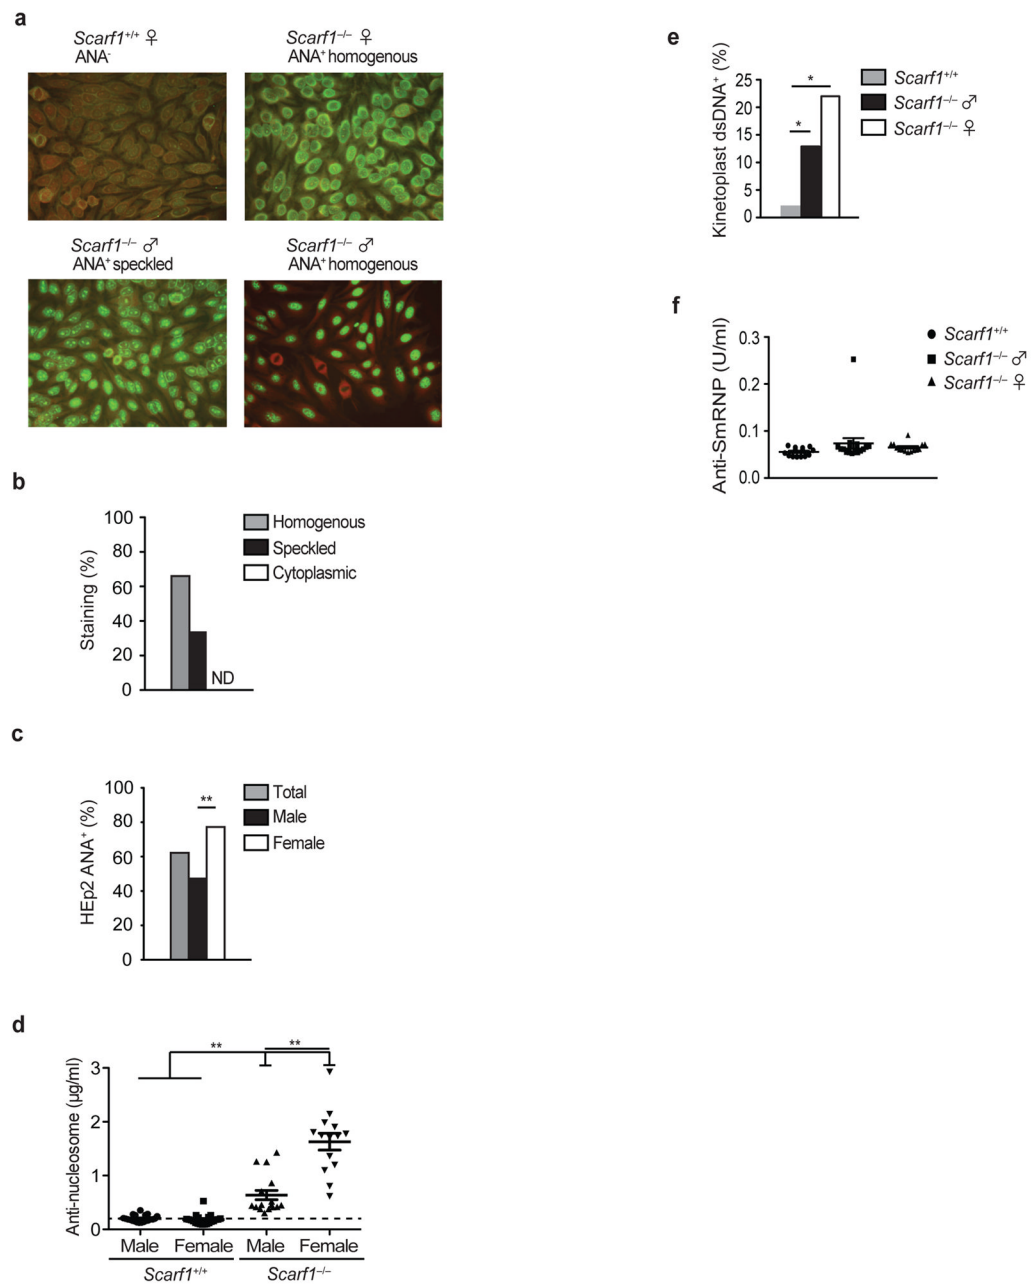 a
Scarf1+/+ ♀
ANA-
Scarf1–/– ♀
ANA+ homogenous
Scarf1–/– ♂
ANA+ speckled
Scarf1–/– ♂
ANA+ homogenous
b
Staining (%)
100
80
60
40
20
0
ND
Homogenous
Speckled
Cytoplasmic
c
HEp2 ANA+ (%)
100
80
60
40
20
0
**
Total
Male
Female
d
Anti-nucleosome (µg/ml)
3
2
1
0
**
**
Male Female Male Female
Scarf1+/+ Scarf1–/–
e
Kinetoplast dsDNA+ (%)
25
20
15
10
5
0
*
*
Scarf1+/+
Scarf1–/– ♂
Scarf1–/– ♀
f
Anti-SmRNP (U/ml)
0.3
0.2
0.1
0.0
Scarf1+/+
Scarf1–/– ♂
Scarf1–/– ♀